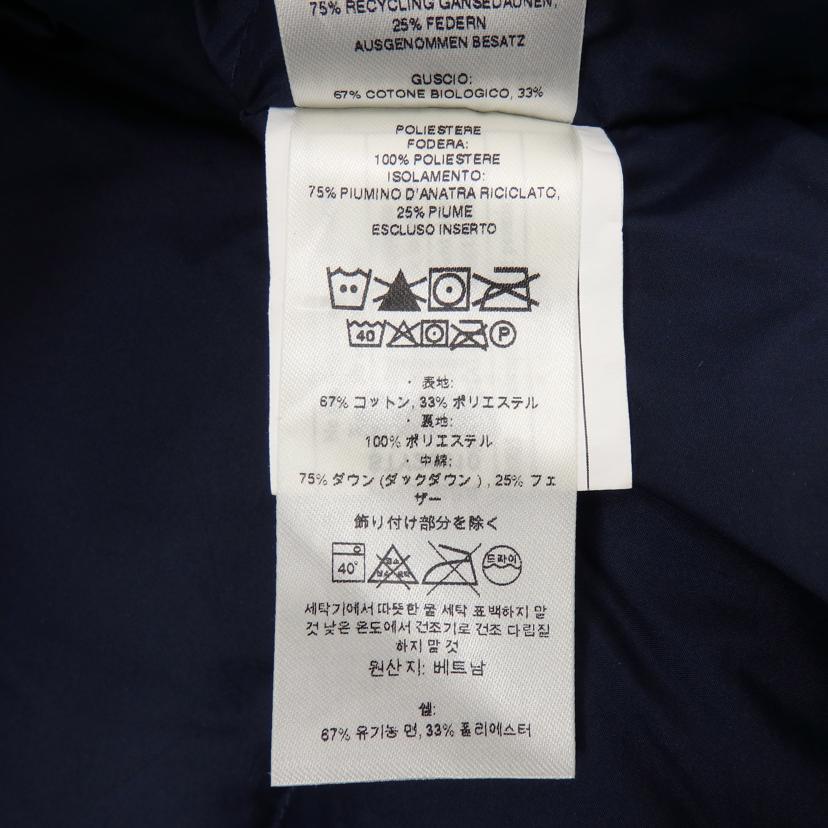 75% RECYCLING GÄNSEDAUNEN,
25% FEDERN
AUSGENOMMEN BESATZ
GUSCIO:
67% COTONE BIOLOGICO, 33%
POLIESTERE
FODERA:
100% POLIESTERE
ISOLAMENTO:
75% PIUMINO D'ANATRA RICICLATO,
25% PIUME
ESCLUSO INSERTO
40 P
・表地:
67% コットン, 33% ポリエステル
・裏地:
100% ポリエステル
・中綿:
75% ダウン (ダックダウン) , 25% フェ
ザー
飾り付け部分を除く
40° 드라이
세탁기에서 따뜻한 물 세탁 표백하지 말
것 낮은 온도에서 건조기로 건조 다림질
하지 말 것
원산지: 베트남
쉘:
67% 유기농 면, 33% 폴리에스터